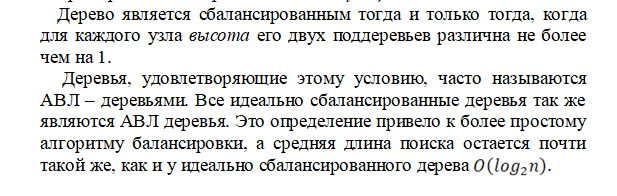 Дерево является сбалансированным тогда и только тогда, когда
для каждого узла высота его двух поддеревьев различна не более
чем на 1.
Деревья, удовлетворяющие этому условию, часто называются
АВЛ – деревьями. Все идеально сбалансированные деревья так же
являются АВЛ деревья. Это определение привело к более простому
алгоритму балансировки, а средняя длина поиска остается почти
такой же, как и у идеально сбалансированного дерева O(log₂n).